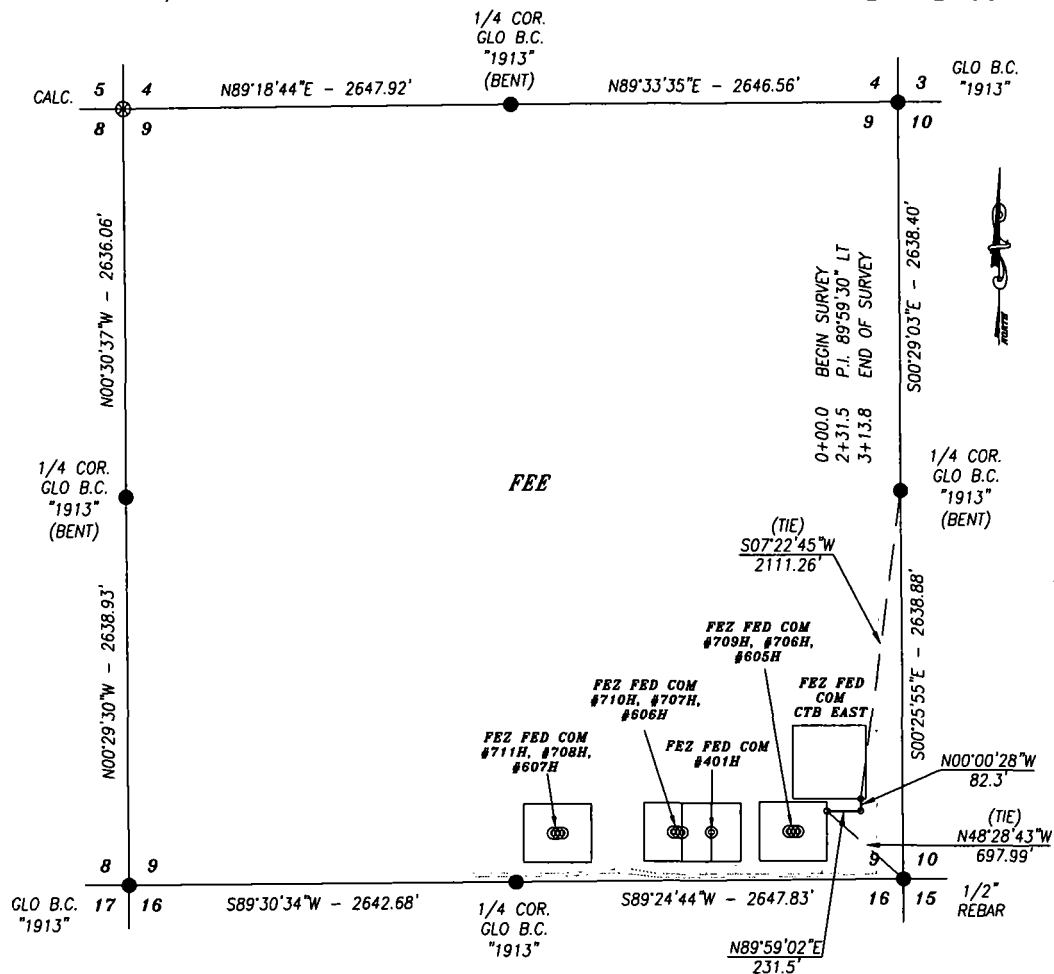 1/4 COR.
GLO B.C.
"1913"
(BENT)
CALC.
5 4
8 9
N89°18'44"E - 2647.92'
N89°33'35"E - 2646.56'
4 3
9 10
GLO B.C.
"1913"
N00°30'37"W - 2636.06'
S00°29'03"E - 2638.40'
NORTH
0+00.0 BEGIN SURVEY
2+31.5 P.I. 89°59'30" LT
3+13.8 END OF SURVEY
1/4 COR.
GLO B.C.
"1913"
(BENT)
FEE
1/4 COR.
GLO B.C.
"1913"
(BENT)
(TIE)
S07°22'45"W
2111.26'
N00°29'30"W - 2638.93'
S00°25'55"E - 2638.88'
FEZ FED COM
#709H, #706H,
#605H
FEZ FED
COM
CTB EAST
FEZ FED COM
#710H, #707H,
#606H
FEZ FED COM
#401H
FEZ FED COM
#711H, #708H,
#607H
N00°00'28"W
82.3'
(TIE)
N48°28'43"W
697.99'
8 9
17 16
GLO B.C.
"1913"
S89°30'34"W - 2642.68'
1/4 COR.
GLO B.C.
"1913"
S89°24'44"W - 2647.83'
9 10
16 15
1/2"
REBAR
N89°59'02"E
231.5'